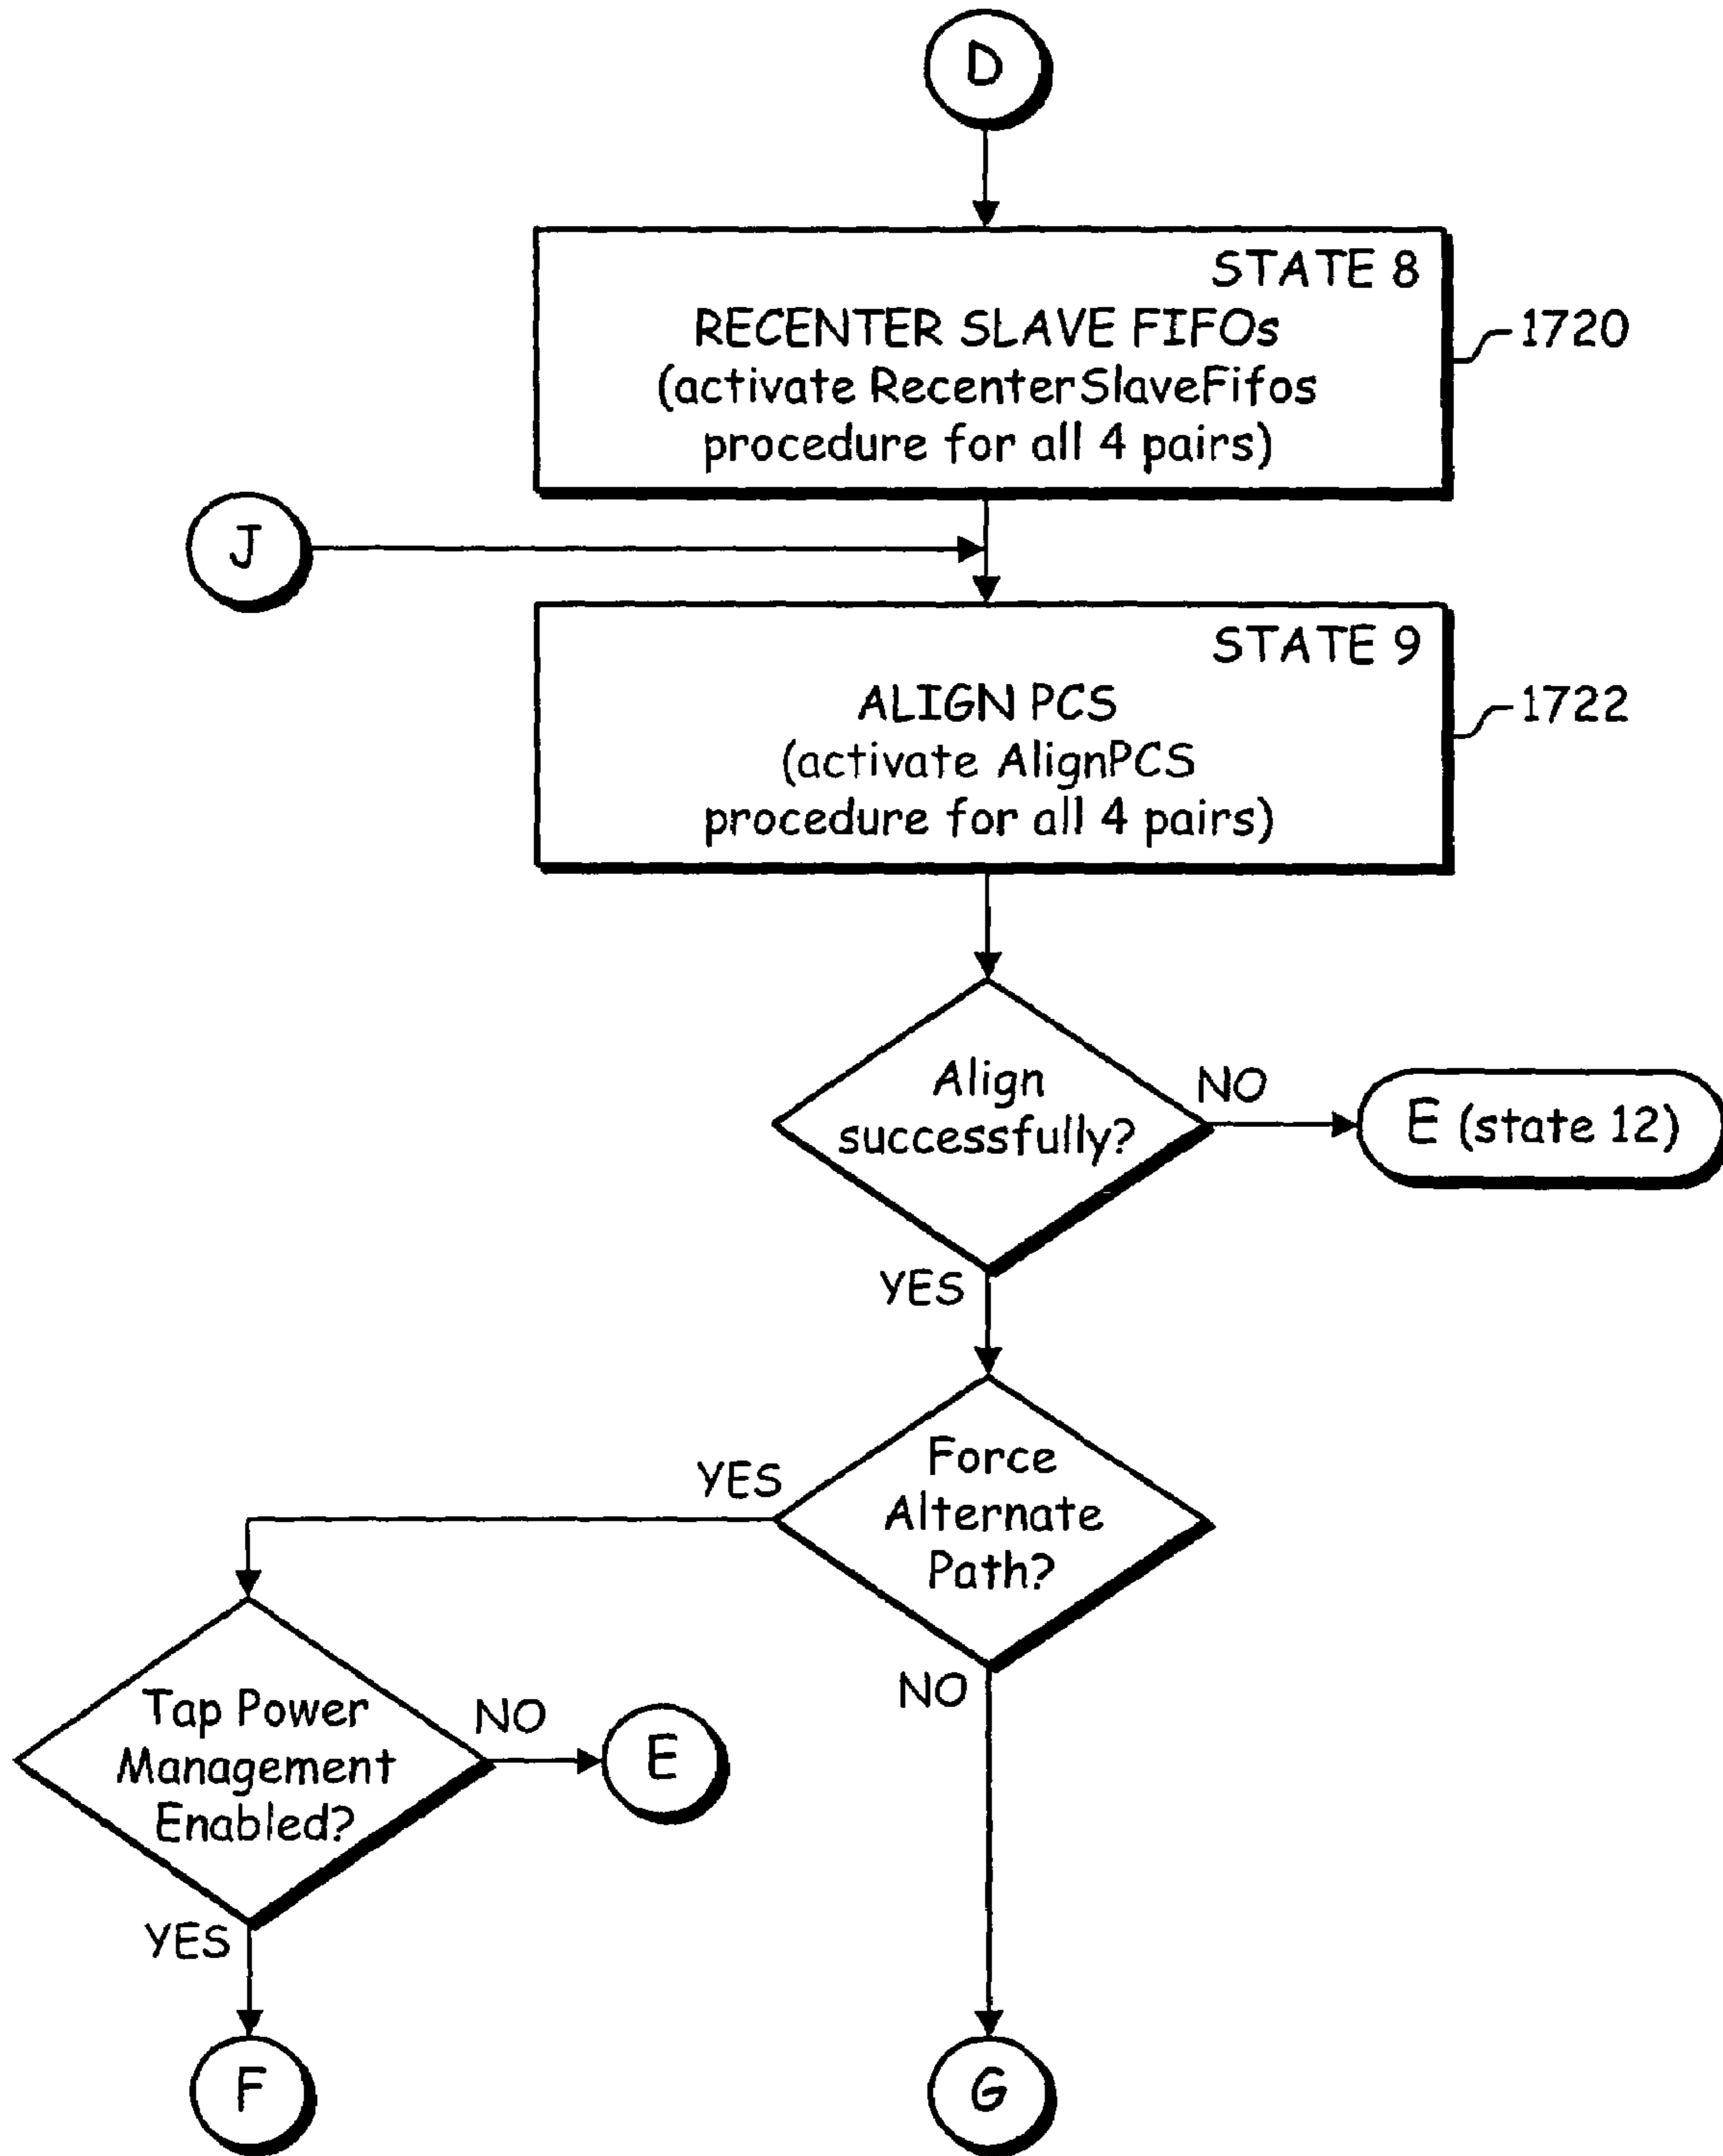 D
STATE 8
RECENTER SLAVE FIFOs
(activate RecenterSlaveFifos
procedure for all 4 pairs)
1720
J
STATE 9
ALIGN PCS
(activate AlignPCS
procedure for all 4 pairs)
1722
Align
successfully?
NO
E (state 12)
YES
Force
Alternate
Path?
YES
NO
Tap Power
Management
Enabled?
NO
E
YES
F
G